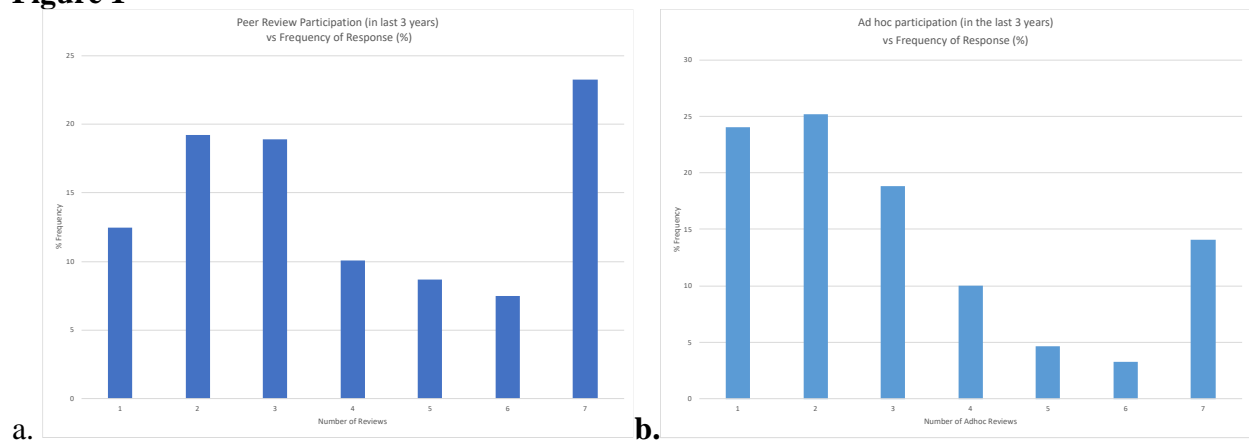 Figure 1
Peer Review Participation (in last 3 years)
vs Frequency of Response (%)
25
20
15
10
5
0
% Frequency
1 2 3 4 5 6 7
Number of Reviews
a.
Ad hoc participation (in the last 3 years)
vs Frequency of Response (%)
30
25
20
15
10
5
0
% Frequency
1 2 3 4 5 6 7
Number of Adhoc Reviews
b.